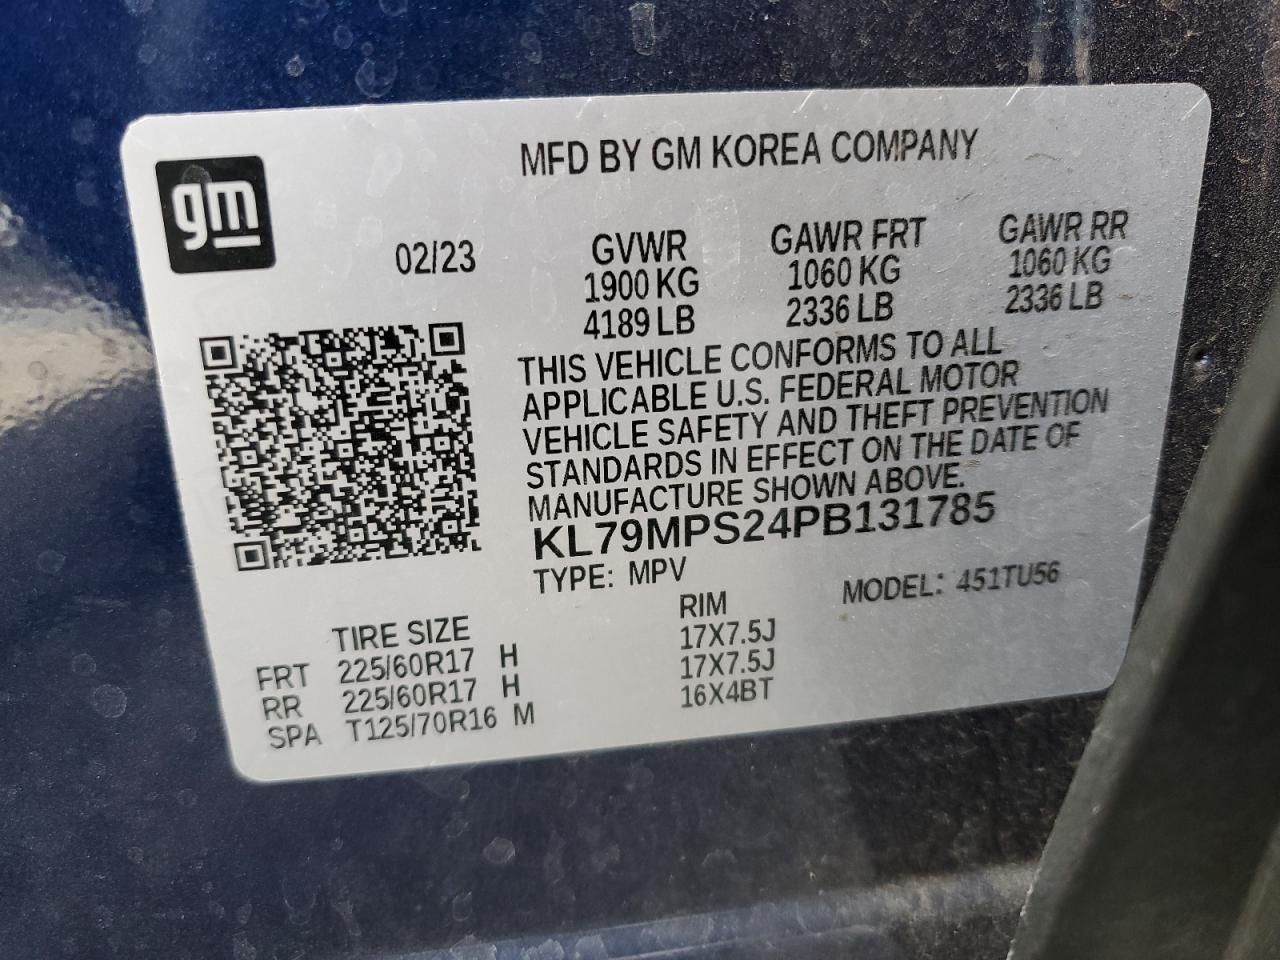 gm
MFD BY GM KOREA COMPANY
02/23
GVWR GAWR FRT GAWR RR
1900 KG 1060 KG 1060 KG
4189 LB 2336 LB 2336 LB
THIS VEHICLE CONFORMS TO ALL
APPLICABLE U.S. FEDERAL MOTOR
VEHICLE SAFETY AND THEFT PREVENTION
STANDARDS IN EFFECT ON THE DATE OF
MANUFACTURE SHOWN ABOVE.
KL79MPS24PB131785
TYPE: MPV MODEL: 451TU56
TIRE SIZE RIM
FRT 225/60R17 H 17X7.5J
RR 225/60R17 H 17X7.5J
SPA T125/70R16 M 16X4BT